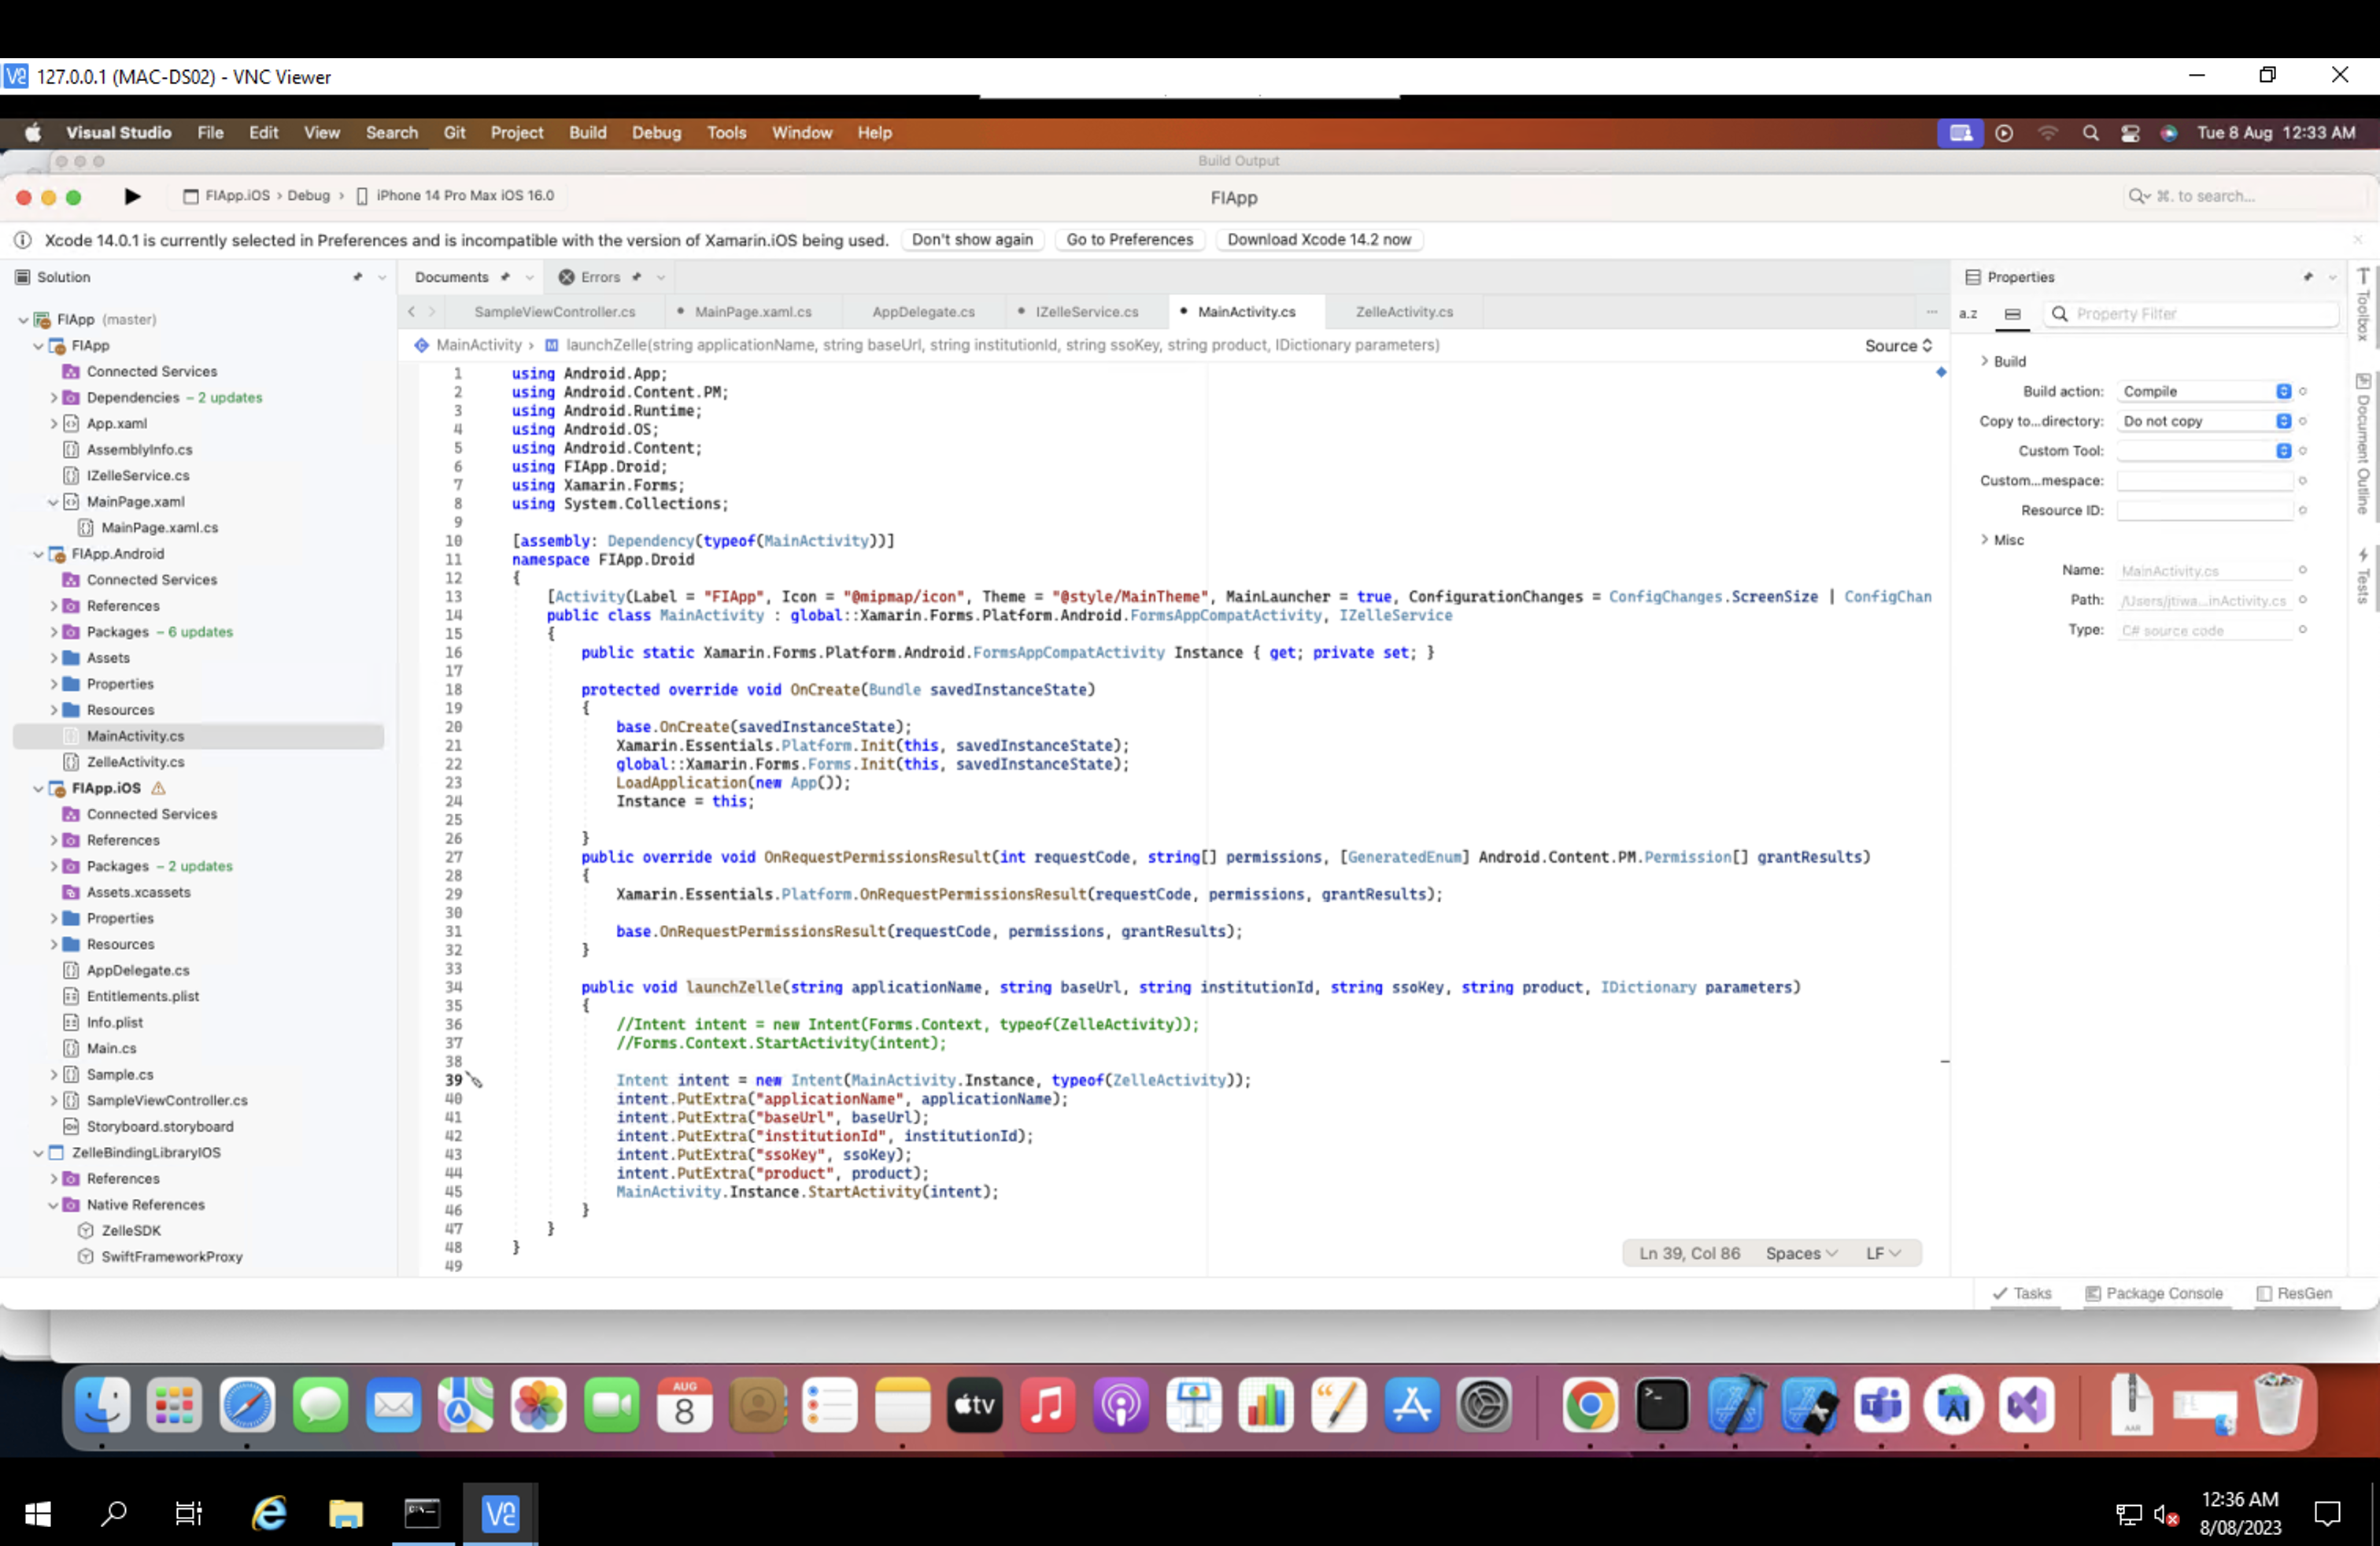 127.0.0.1 (MAC-DS02) - VNC Viewer
Visual Studio File Edit View Search Git Project Build Debug Tools Window Help
Tue 8 Aug 12:33 AM
Build Output
FIApp.iOS › Debug › iPhone 14 Pro Max iOS 16.0
FIApp
⌘. to search...
Xcode 14.0.1 is currently selected in Preferences and is incompatible with the version of Xamarin.iOS being used.
Don't show again
Go to Preferences
Download Xcode 14.2 now
Solution
FIApp (master)
FIApp
Connected Services
Dependencies – 2 updates
App.xaml
AssemblyInfo.cs
IZelleService.cs
MainPage.xaml
MainPage.xaml.cs
FIApp.Android
Connected Services
References
Packages – 6 updates
Assets
Properties
Resources
MainActivity.cs
ZelleActivity.cs
FIApp.iOS
Connected Services
References
Packages – 2 updates
Assets.xcassets
Properties
Resources
AppDelegate.cs
Entitlements.plist
Info.plist
Main.cs
Sample.cs
SampleViewController.cs
Storyboard.storyboard
ZelleBindingLibraryIOS
References
Native References
ZelleSDK
SwiftFrameworkProxy
Documents
Errors
SampleViewController.cs
MainPage.xaml.cs
AppDelegate.cs
IZelleService.cs
MainActivity.cs
ZelleActivity.cs
MainActivity › launchZelle(string applicationName, string baseUrl, string institutionId, string ssoKey, string product, IDictionary parameters)
Source
1 using Android.App;
2 using Android.Content.PM;
3 using Android.Runtime;
4 using Android.OS;
5 using Android.Content;
6 using FIApp.Droid;
7 using Xamarin.Forms;
8 using System.Collections;
9
10 [assembly: Dependency(typeof(MainActivity))]
11 namespace FIApp.Droid
12 {
13 [Activity(Label = "FIApp", Icon = "@mipmap/icon", Theme = "@style/MainTheme", MainLauncher = true, ConfigurationChanges = ConfigChanges.ScreenSize | ConfigChan
14 public class MainActivity : global::Xamarin.Forms.Platform.Android.FormsAppCompatActivity, IZelleService
15 {
16 public static Xamarin.Forms.Platform.Android.FormsAppCompatActivity Instance { get; private set; }
17
18 protected override void OnCreate(Bundle savedInstanceState)
19 {
20 base.OnCreate(savedInstanceState);
21 Xamarin.Essentials.Platform.Init(this, savedInstanceState);
22 global::Xamarin.Forms.Forms.Init(this, savedInstanceState);
23 LoadApplication(new App());
24 Instance = this;
25
26 }
27 public override void OnRequestPermissionsResult(int requestCode, string[] permissions, [GeneratedEnum] Android.Content.PM.Permission[] grantResults)
28 {
29 Xamarin.Essentials.Platform.OnRequestPermissionsResult(requestCode, permissions, grantResults);
30
31 base.OnRequestPermissionsResult(requestCode, permissions, grantResults);
32 }
33
34 public void launchZelle(string applicationName, string baseUrl, string institutionId, string ssoKey, string product, IDictionary parameters)
35 {
36 //Intent intent = new Intent(Forms.Context, typeof(ZelleActivity));
37 //Forms.Context.StartActivity(intent);
38
39 Intent intent = new Intent(MainActivity.Instance, typeof(ZelleActivity));
40 intent.PutExtra("applicationName", applicationName);
41 intent.PutExtra("baseUrl", baseUrl);
42 intent.PutExtra("institutionId", institutionId);
43 intent.PutExtra("ssoKey", ssoKey);
44 intent.PutExtra("product", product);
45 MainActivity.Instance.StartActivity(intent);
46 }
47 }
48 }
49
Ln 39, Col 86 Spaces LF
Properties
a.z
Property Filter
Build
Build action: Compile
Copy to...directory: Do not copy
Custom Tool:
Custom...mespace:
Resource ID:
Misc
Name: MainActivity.cs
Path: /Users/jtiwa...inActivity.cs
Type: C# source code
Toolbox
Document Outline
Tests
Tasks
Package Console
ResGen
AUG
8
tv
AAR
12:36 AM
8/08/2023